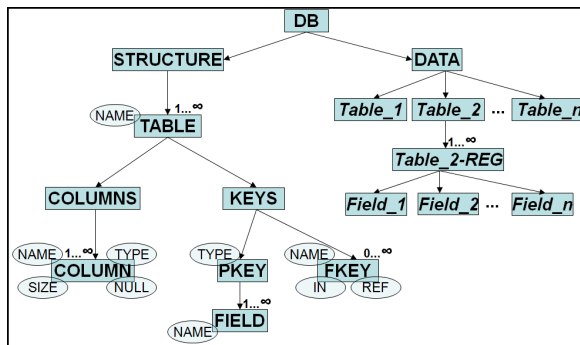 DB
STRUCTURE DATA
NAME 1... ∞ Table_1 Table_2 ... Table_n
TABLE 1... ∞
Table_2-REG
COLUMNS KEYS
Field_1 Field_2 ... Field_n
NAME 1... ∞ TYPE TYPE NAME 0... ∞
COLUMN PKEY FKEY
SIZE NULL IN REF
1... ∞
FIELD
NAME